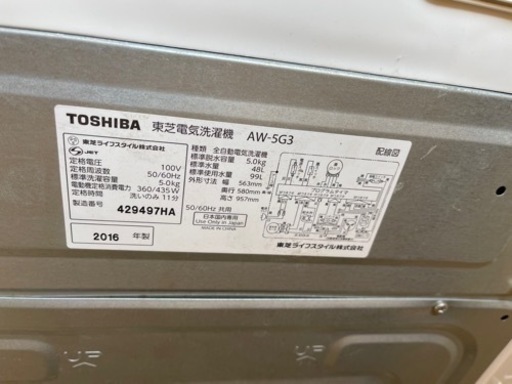 TOSHIBA 東芝電気洗濯機 AW-5G3
配線図
東芝ライフスタイル株式会社
JET
定格電圧 100V
定格周波数 50/60Hz
標準洗濯容量 5.0kg
電動機定格消費電力 360/435W
定格時間 洗いのみ 11分
製造番号 429497HA
2016 年製
種類 全自動電気洗濯機
標準脱水容量 5.0kg
標準水量 48L
標準使用水量 99L
外形寸法 幅 563mm
奥行 580mm
高さ 957mm
50/60Hz 共用
日本国内専用
Use Only in Japan
MADE IN CHINA
東芝ライフスタイル株式会社
UP
UP